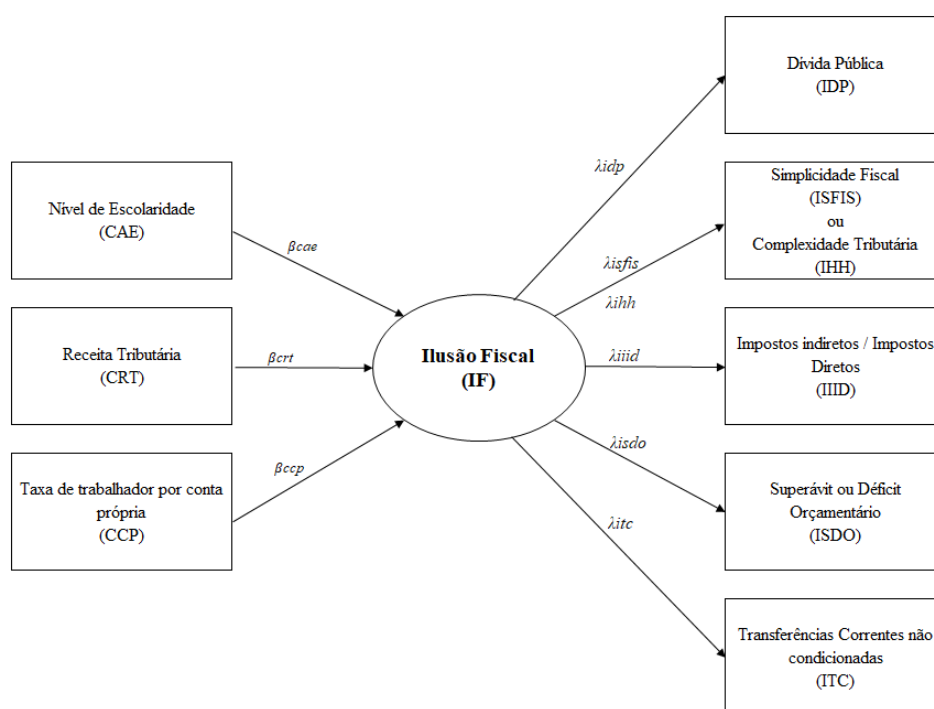 Nível de Escolaridade
(CAE)
Receita Tributária
(CRT)
Taxa de trabalhador por conta
própria
(CCP)
βcae
βcrt
βccp
Ilusão Fiscal
(IF)
λidp
λisfis
λihh
λiiid
λisdo
λitc
Dívida Pública
(IDP)
Simplicidade Fiscal
(ISFIS)
ou
Complexidade Tributária
(IHH)
Impostos indiretos / Impostos
Diretos
(IIID)
Superávit ou Déficit
Orçamentário
(ISDO)
Transferências Correntes não
condicionadas
(ITC)